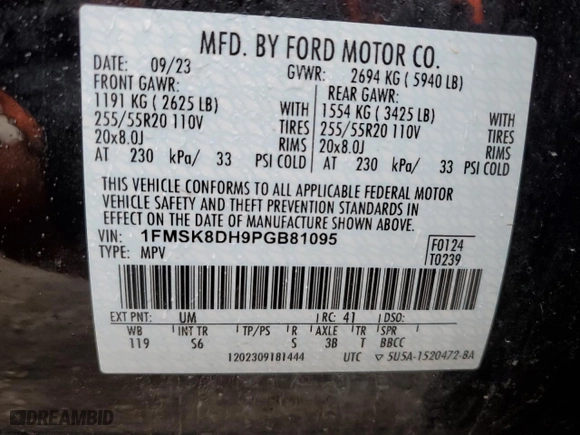 MFD. BY FORD MOTOR CO.
DATE: 09/23 GVWR: 2694 KG ( 5940 LB)
FRONT GAWR: REAR GAWR:
1191 KG ( 2625 LB) WITH 1554 KG ( 3425 LB) WITH
255/55R20 110V TIRES 255/55R20 110V TIRES
20x8.0J RIMS 20x8.0J RIMS
AT 230 kPa/ 33 PSI COLD AT 230 kPa/ 33 PSI COLD
THIS VEHICLE CONFORMS TO ALL APPLICABLE FEDERAL MOTOR
VEHICLE SAFETY AND THEFT PREVENTION STANDARDS IN
EFFECT ON THE DATE OF MANUFACTURE SHOWN ABOVE.
VIN: 1FMSK8DH9PGB81095 F0124
TYPE: MPV T0239
EXT PNT: UM RC: 41 DSO:
WB INT TR TP/PS R AXLE TR SPR
119 S6 S 3B T BBCC
1202309181444 UTC 5U5A-1520472-BA
DREAMBID